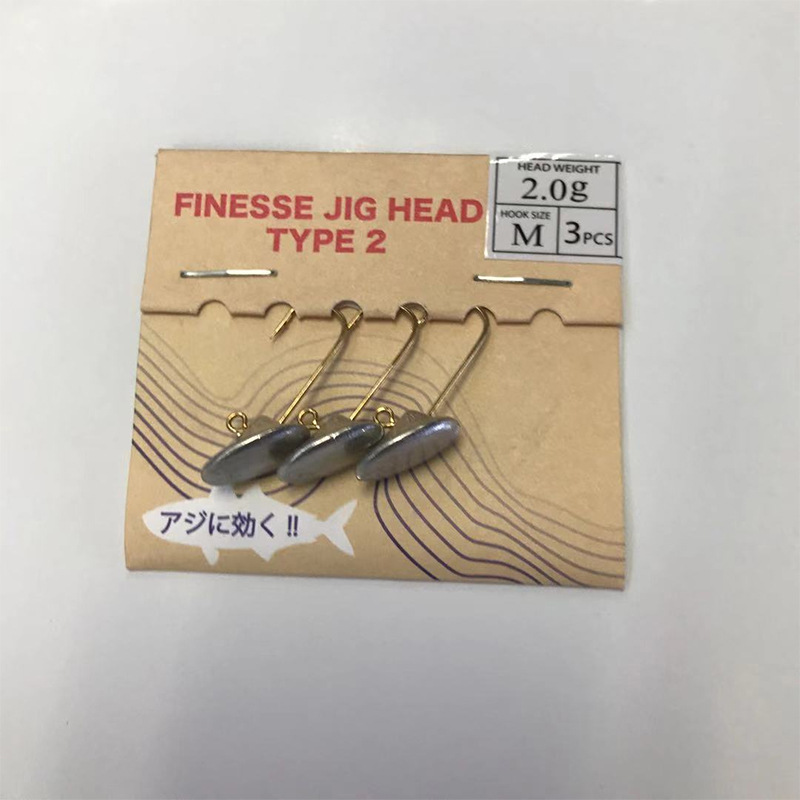 FINESSE JIG HEAD
TYPE 2
HEAD WEIGHT
2.0g
HOOK SIZE
M
3PCS
アジに効く!!